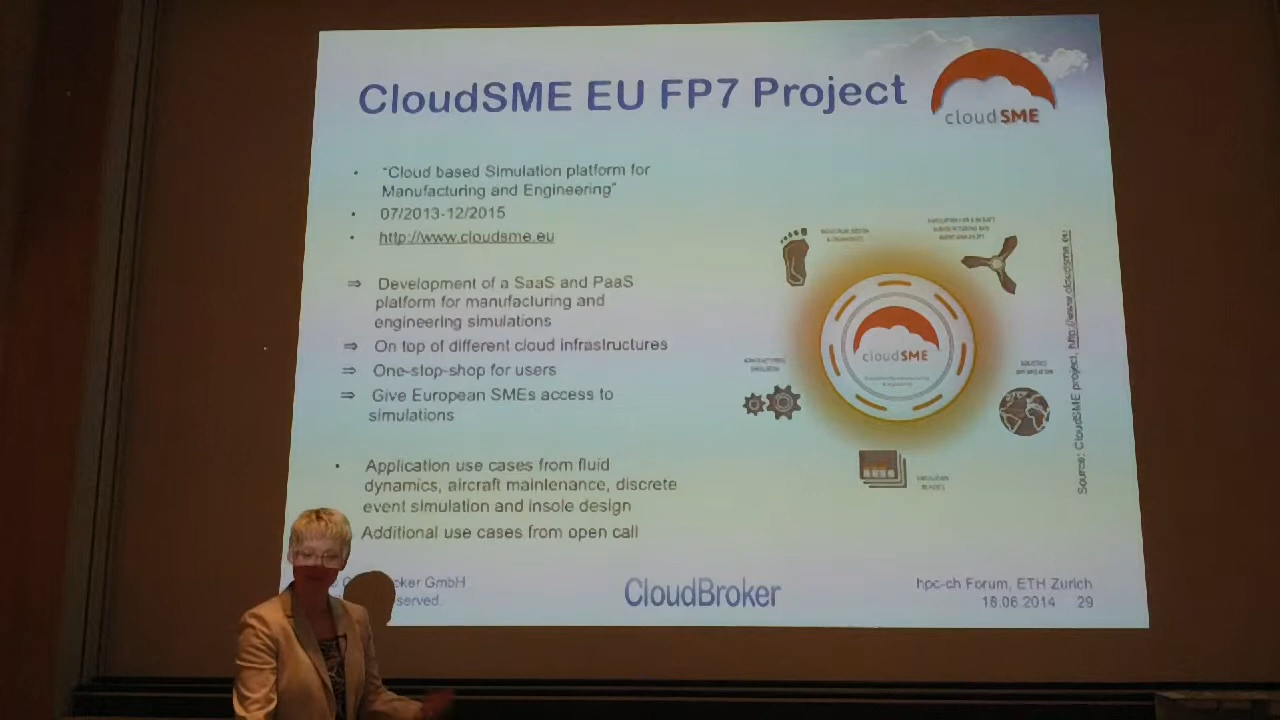 CloudSME EU FP7 Project
cloudSME
• "Cloud based Simulation platform for
Manufacturing and Engineering"
• 07/2013-12/2015
• http://www.cloudsme.eu
⇒ Development of a SaaS and PaaS
platform for manufacturing and
engineering simulations
⇒ On top of different cloud infrastructures
⇒ One-stop-shop for users
⇒ Give European SMEs access to
simulations
• Application use cases from fluid
dynamics, aircraft maintenance, discrete
event simulation and insole design
Additional use cases from open call
cloudSME
Source: CloudSME project, http://www.cloudsme.eu
GmbH
CloudBroker
hpc-ch Forum, ETH Zurich
18.06.2014 29